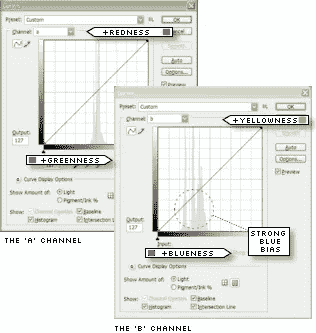 Preset: Custom OK
Channel: a +REDNESS Cancel
Auto
Options...
Preview
Output:
127
+GREENNESS
Curve Display Options
Show Amount of: Light
Pigment/Ink %
Show: Channel Overlays Baseline
Histogram Intersection Line
THE 'A' CHANNEL
Preset: Custom OK
Channel: b +YELLOWNESS
Auto
Options...
Preview
Output:
127
STRONG
BLUE
BIAS
Input:
+BLUENESS
Curve Display Options
Show Amount of: Light
Pigment/Ink %
Show: Channel Overlays Baseline
Histogram Intersection Line
THE 'B' CHANNEL